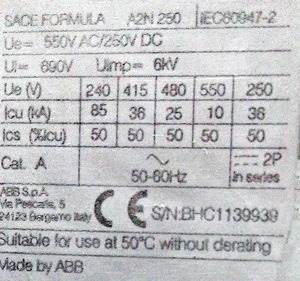 SACE FORMULA A2N 250 IEC60947-2
Ue= 550V AC/250V DC
Ui= 690V Uimp= 6kV
Ue (V) 240 415 480 550 250
Icu (kA) 85 36 25 10 36
Ics (%Icu) 50 50 50 50 50
Cat. A ~ 50-60Hz 2P in series
ABB S.p.A.
Via Pescaria, 5
24123 Bergamo Italy CE S/N:BHC1139939
Suitable for use at 50°C without derating
Made by ABB